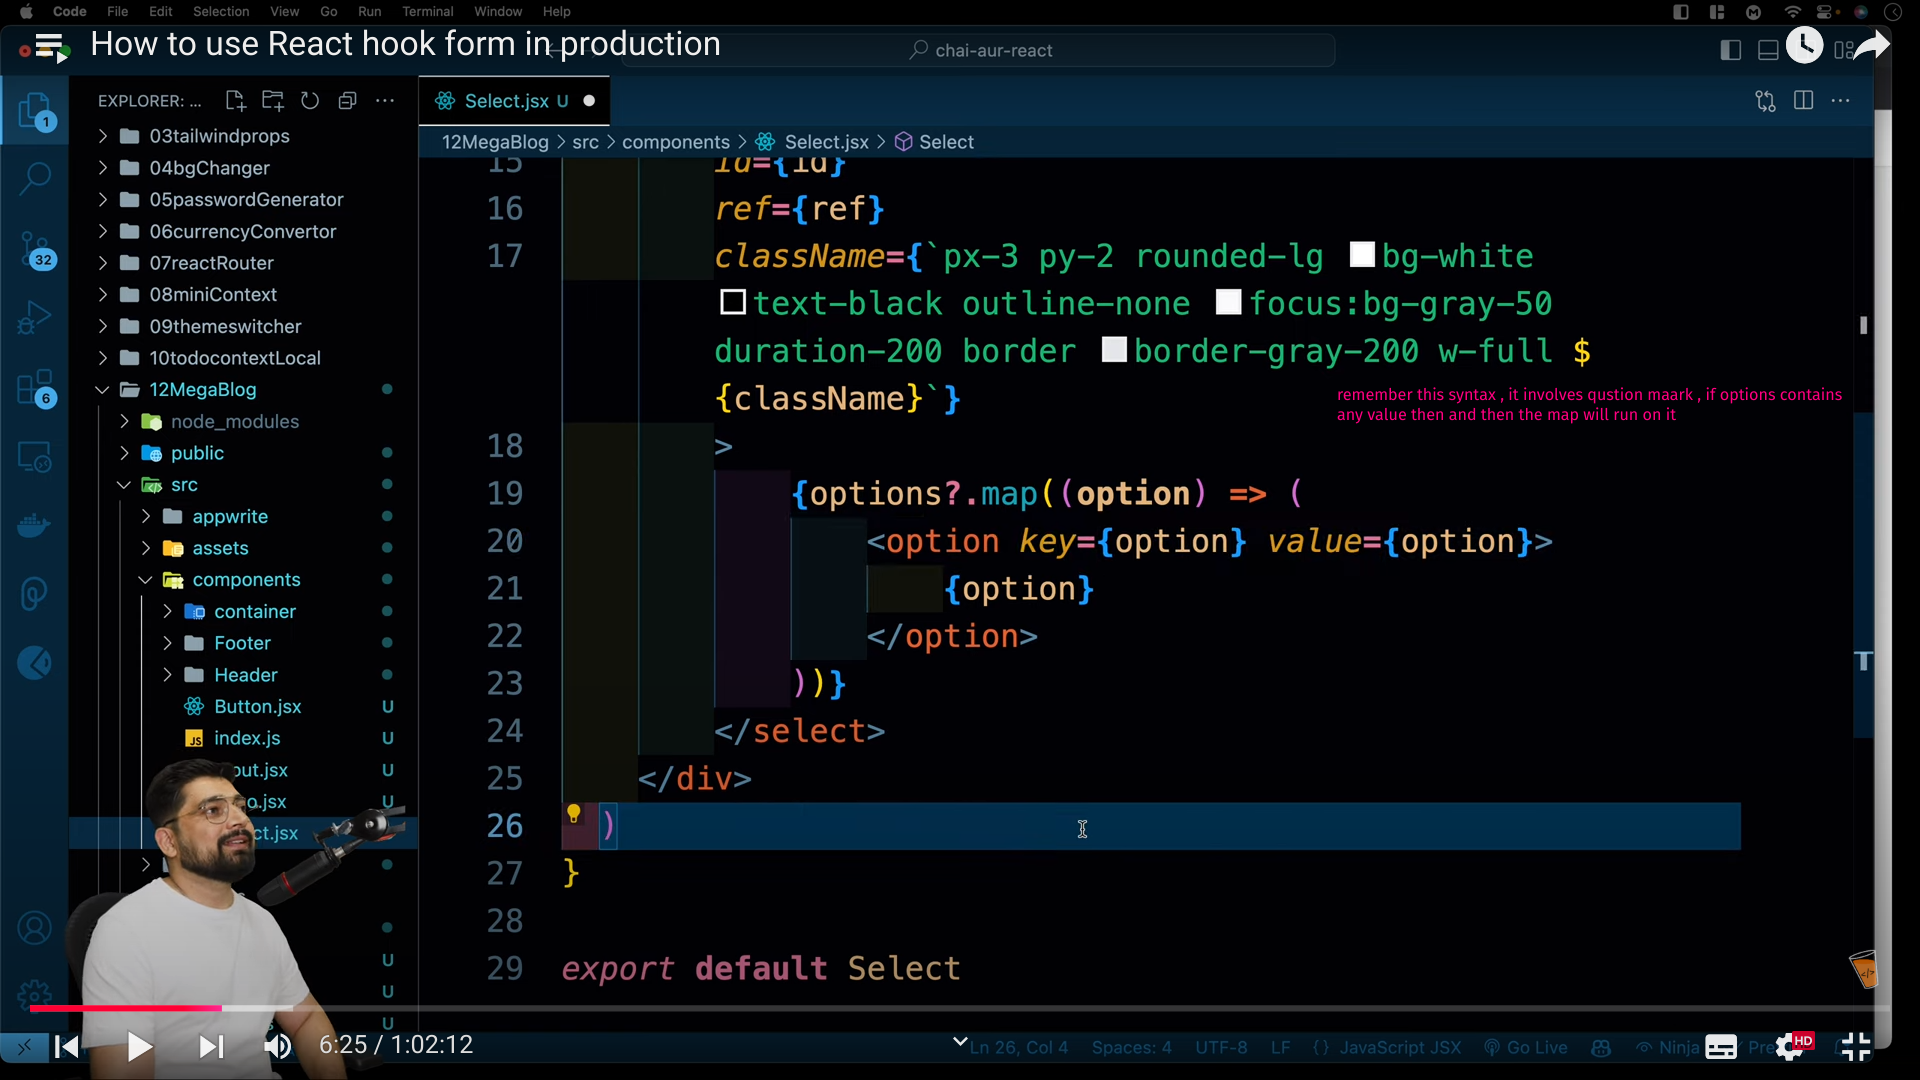 Code File Edit Selection View Go Run Terminal Window Help
How to use React hook form in production
chai-aur-react
EXPLORER: ...
Select.jsx U
12MegaBlog > src > components > Select.jsx > Select
1
03tailwindprops
04bgChanger
05passwordGenerator
06currencyConvertor
32
07reactRouter
08miniContext
09themeswitcher
10todocontextLocal
12MegaBlog
6
node_modules
public
src
appwrite
assets
components
container
Footer
Header
Button.jsx U
index.js U
out.jsx U
o.jsx U
ct.jsx
U
U
U
15 id={id}
16 ref={ref}
17 className={`px-3 py-2 rounded-lg bg-white
text-black outline-none focus:bg-gray-50
duration-200 border border-gray-200 w-full $
{className}`}
remember this syntax , it involves qustion maark , if options contains
any value then and then the map will run on it
18 >
19 {options?.map((option) => (
20 <option key={option} value={option}>
21 {option}
22 </option>
23 ))}
24 </select>
25 </div>
26 )
27 }
28
29 export default Select
6:25 / 1:02:12
Ln 26, Col 4 Spaces: 4 UTF-8 LF {} JavaScript JSX Go Live Ninja Pre
HD